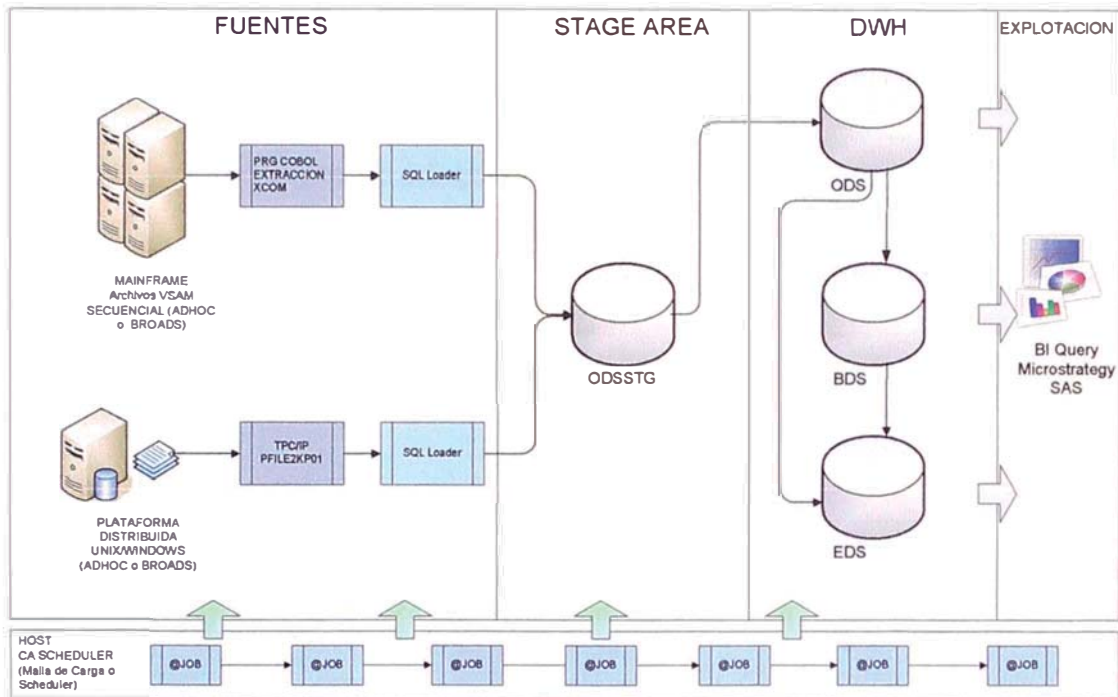 FUENTES
STAGE AREA
DWH
EXPLOTACION
PRG COBOL
EXTRACCION
XCOM
SQL Loader
MAINFRAME
Archivos VSAM
SECUENCIAL (ADHOC
o BROADS)
ODS
ODSSTG
BDS
BI Query
Microstrategy
SAS
TPC/IP
PFILE2KP01
SQL Loader
PLATAFORMA
DISTRIBUIDA
UNIX/WINDOWS
(ADHOC o BROADS)
EDS
HOST
CA SCHEDULER
(Malla de Carga o
Scheduler)
@JOB
@JOB
@JOB
@JOB
@JOB
@JOB
@JOB